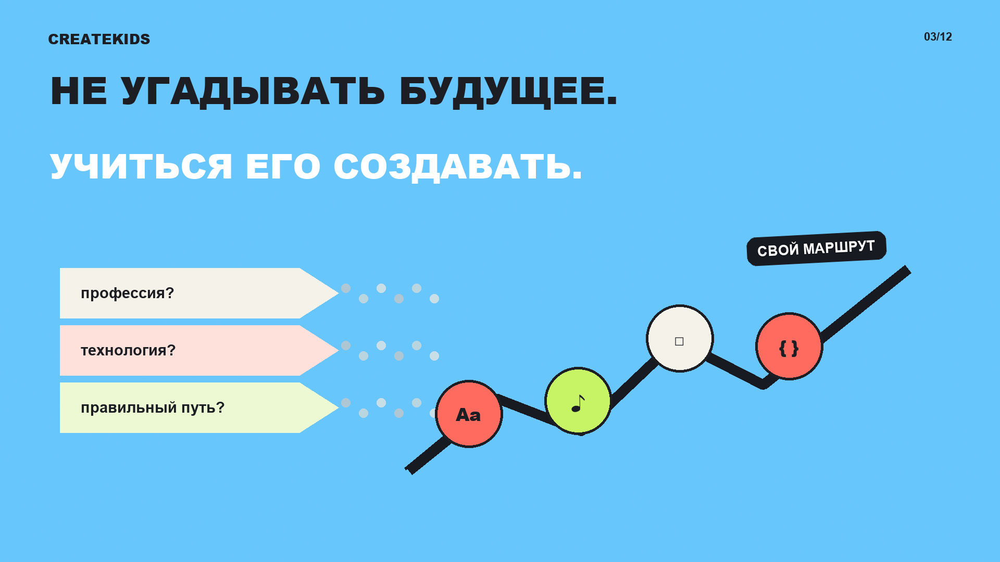 CREATEKIDS
03/12
НЕ УГАДЫВАТЬ БУДУЩЕЕ.
УЧИТЬСЯ ЕГО СОЗДАВАТЬ.
СВОЙ МАРШРУТ
профессия?
технология?
правильный путь?
Aa
♪
□
{ }